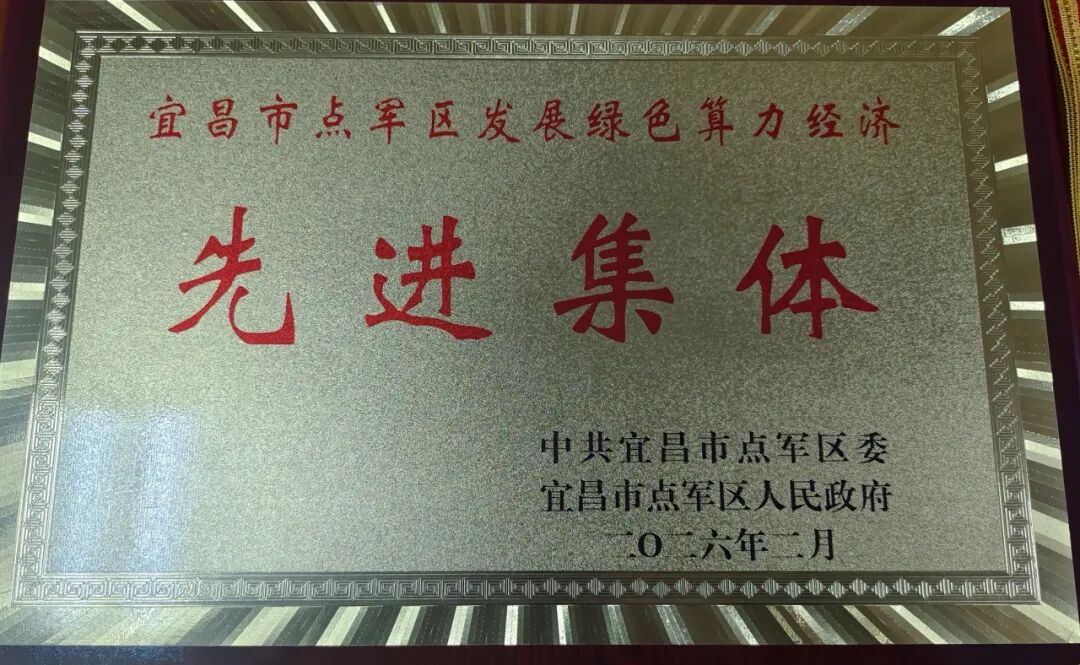 宜昌市点军区发展绿色算力经济
先进集体
中共宜昌市点军区委
宜昌市点军区人民政府
二〇二六年二月